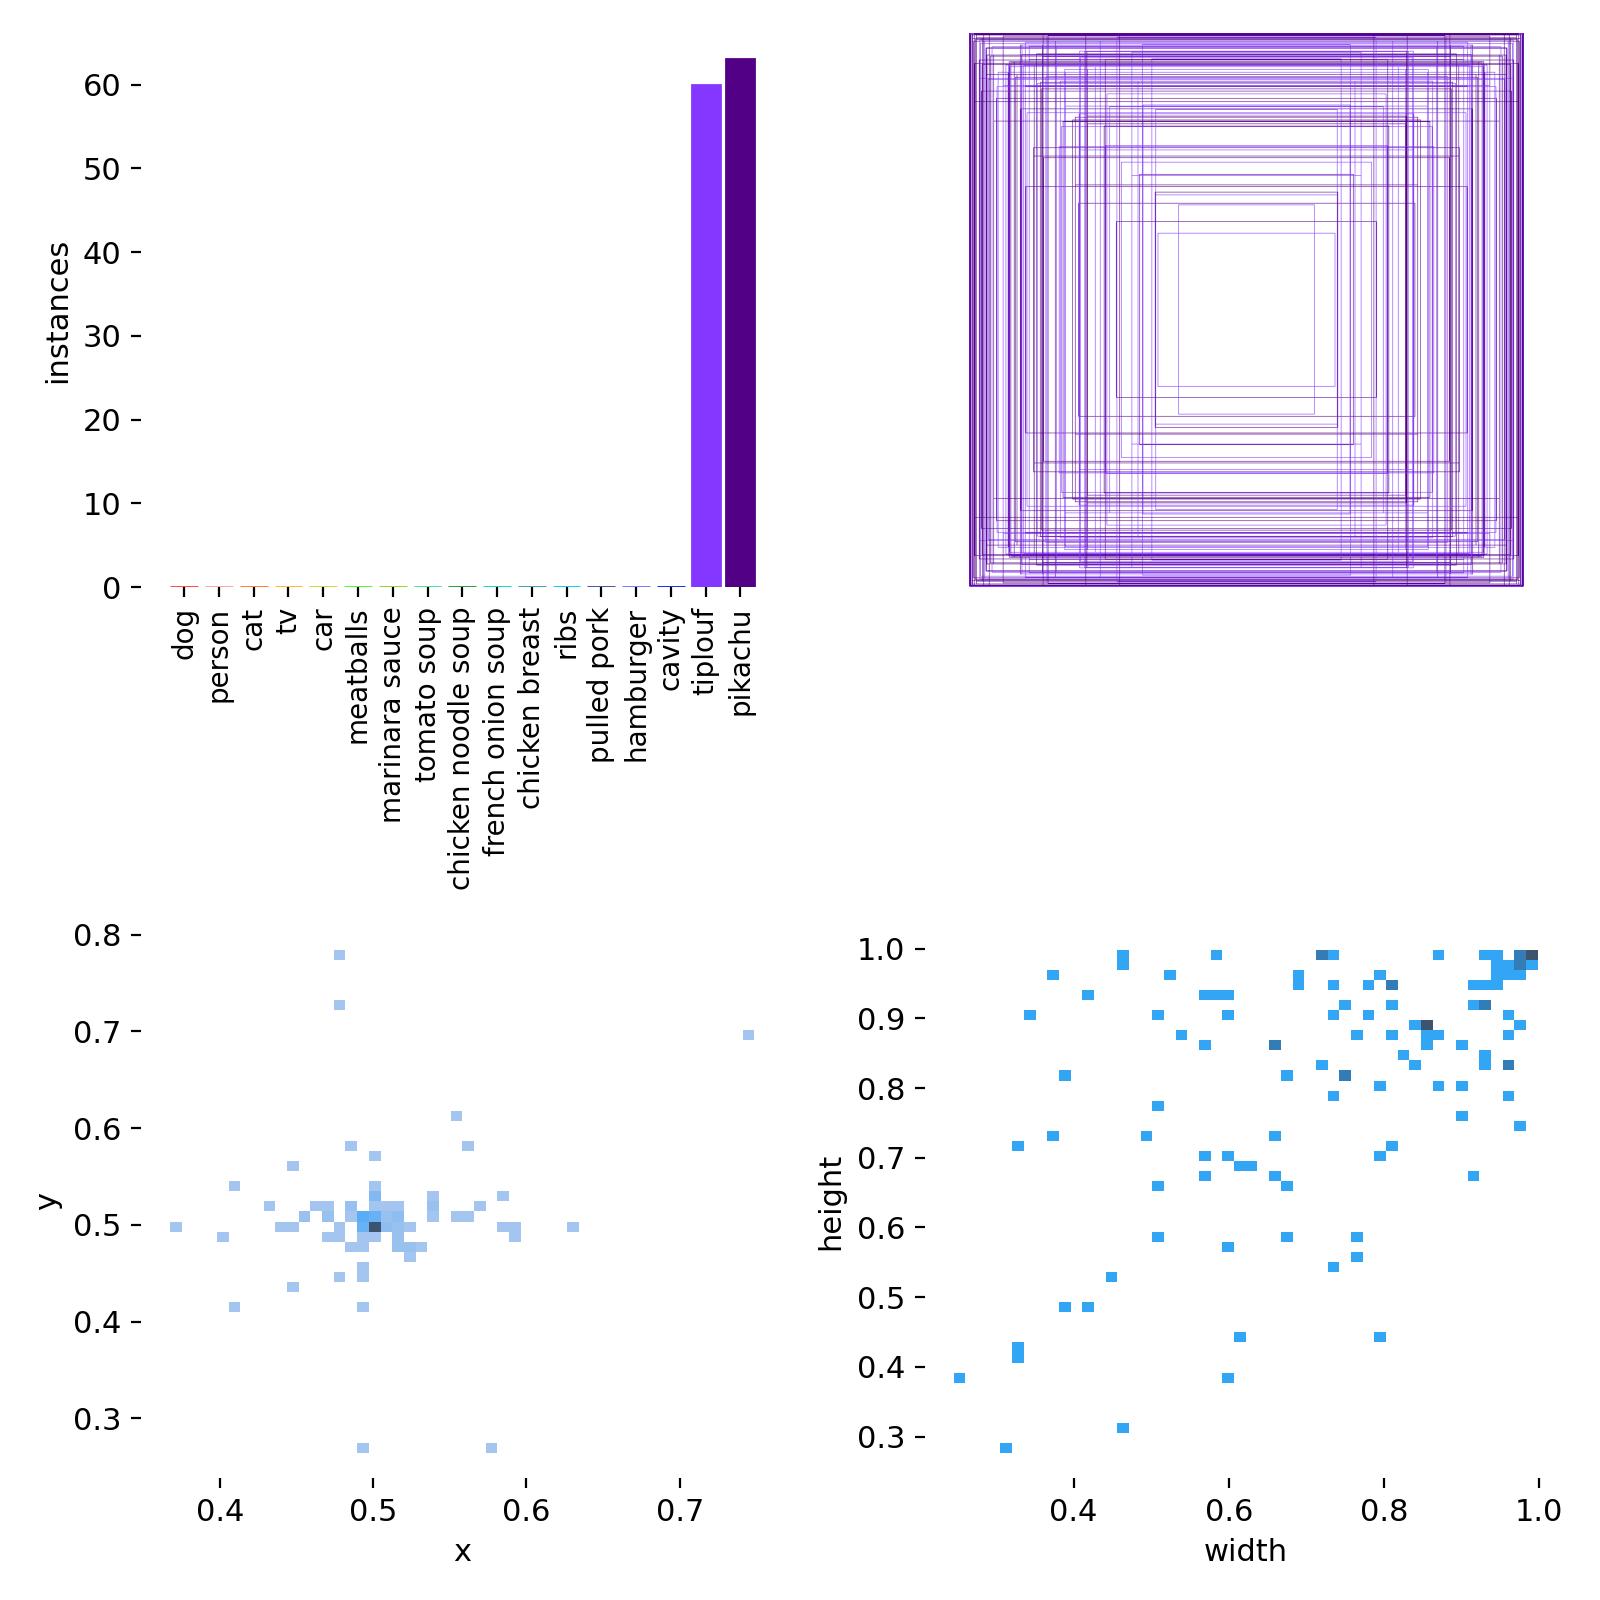 60
50
40
30
20
10
0
instances
dog
person
cat
tv
car
meatballs
marinara sauce
tomato soup
chicken noodle soup
french onion soup
chicken breast
ribs
pulled pork
hamburger
cavity
tiplouf
pikachu
0.8
0.7
0.6
0.5
0.4
0.3
y
0.4
0.5
0.6
0.7
x
1.0
0.9
0.8
0.7
0.6
0.5
0.4
0.3
height
0.4
0.6
0.8
1.0
width